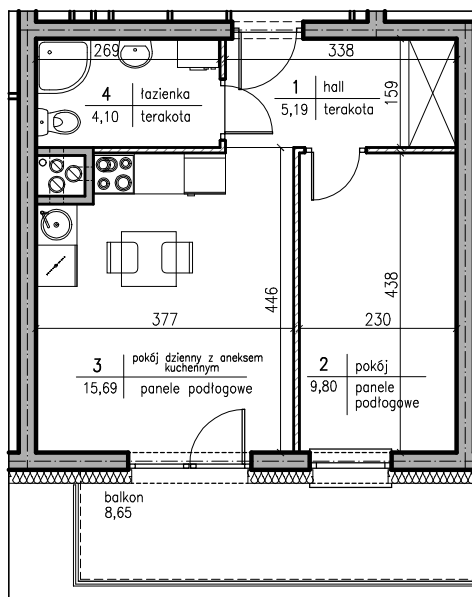 269
338
4 łazienka
4,10 terakota
1 hall
5,19 terakota
159
446
438
377
230
3 pokój dzienny z aneksem
kuchennym
15,69 panele podłogowe
2 pokój
9,80 panele
podłogowe
balkon
8,65